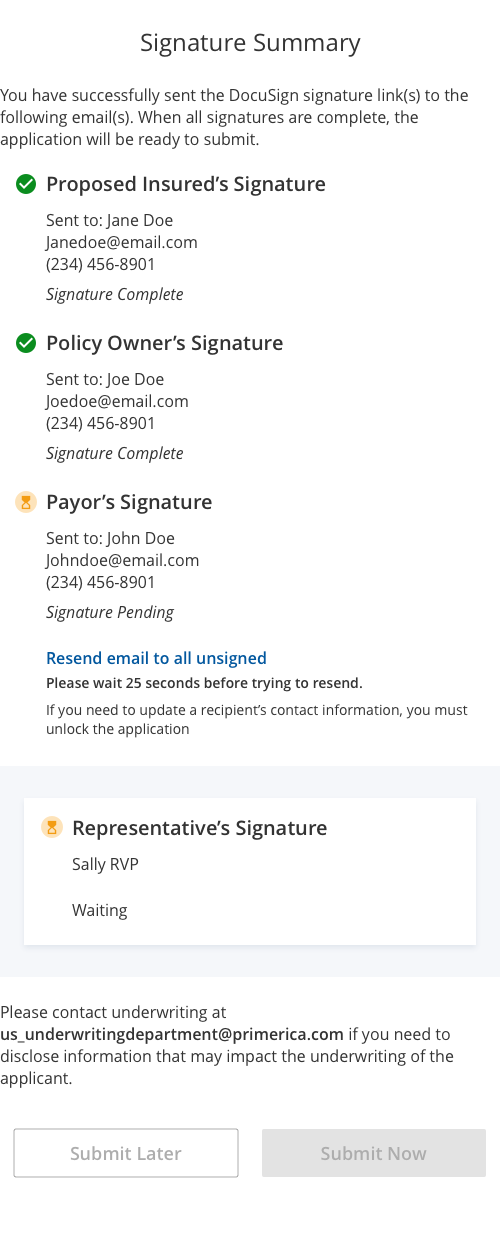 Signature Summary
You have successfully sent the DocuSign signature link(s) to the
following email(s). When all signatures are complete, the
application will be ready to submit.
Proposed Insured’s Signature
Sent to: Jane Doe
Janedoe@email.com
(234) 456-8901
Signature Complete
Policy Owner’s Signature
Sent to: Joe Doe
Joedoe@email.com
(234) 456-8901
Signature Complete
Payor’s Signature
Sent to: John Doe
Johndoe@email.com
(234) 456-8901
Signature Pending
Resend email to all unsigned
Please wait 25 seconds before trying to resend.
If you need to update a recipient’s contact information, you must
unlock the application
Representative’s Signature
Sally RVP
Waiting
Please contact underwriting at
us_underwritingdepartment@primerica.com if you need to
disclose information that may impact the underwriting of the
applicant.
Submit Later
Submit Now